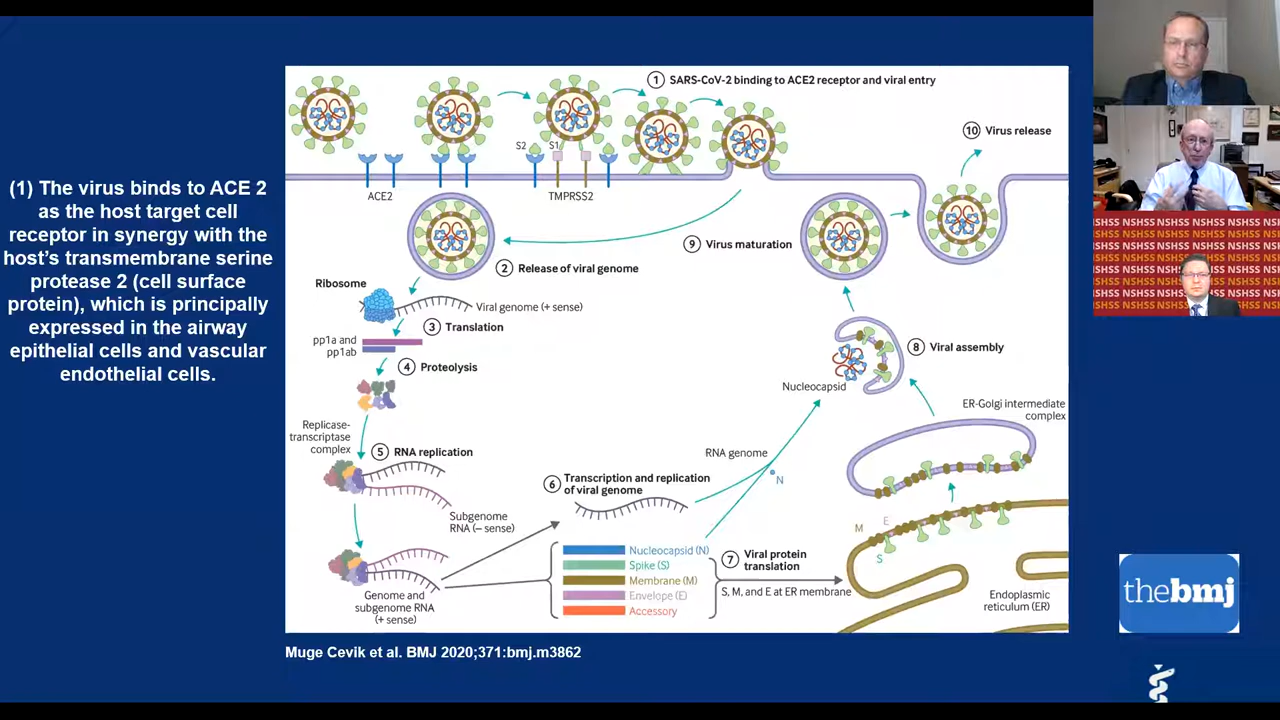 (1) The virus binds to ACE 2
as the host target cell
receptor in synergy with the
host's transmembrane serine
protease 2 (cell surface
protein), which is principally
expressed in the airway
epithelial cells and vascular
endothelial cells.
1 SARS-CoV-2 binding to ACE2 receptor and viral entry
10 Virus release
S2
S1
ACE2
TMPRSS2
9 Virus maturation
2 Release of viral genome
Ribosome
Viral genome (+ sense)
3 Translation
pp1a and
pp1ab
4 Proteolysis
8 Viral assembly
Nucleocapsid
ER-Golgi intermediate
complex
Replicase-
transcriptase
complex
5 RNA replication
RNA genome
N
6 Transcription and replication
of viral genome
Subgenome
RNA (– sense)
M
E
S
Nucleocapsid (N)
Spike (S)
Membrane (M)
Envelope (E)
Accessory
7 Viral protein
translation
S, M, and E at ER membrane
Genome and
subgenome RNA
(+ sense)
Endoplasmic
reticulum (ER)
Muge Cevik et al. BMJ 2020;371:bmj.m3862
NSHSS NSHSS NSHSS NSHSS NSHSS
thebmj